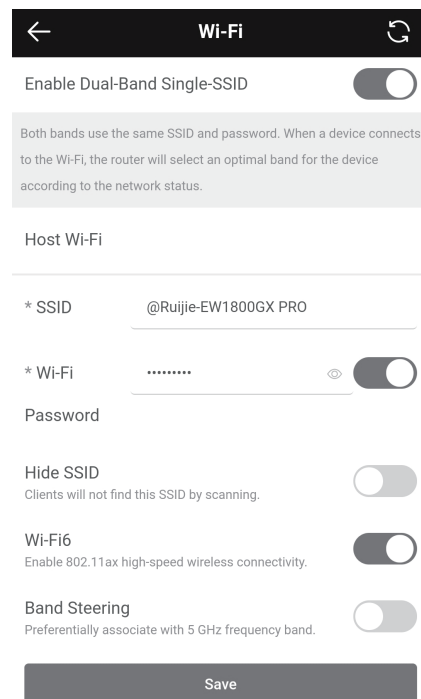 Wi-Fi
Enable Dual-Band Single-SSID
Both bands use the same SSID and password. When a device connects
to the Wi-Fi, the router will select an optimal band for the device
according to the network status.
Host Wi-Fi
* SSID @Ruijie-EW1800GX PRO
* Wi-Fi •••••••••
Password
Hide SSID
Clients will not find this SSID by scanning.
Wi-Fi6
Enable 802.11ax high-speed wireless connectivity.
Band Steering
Preferentially associate with 5 GHz frequency band.
Save